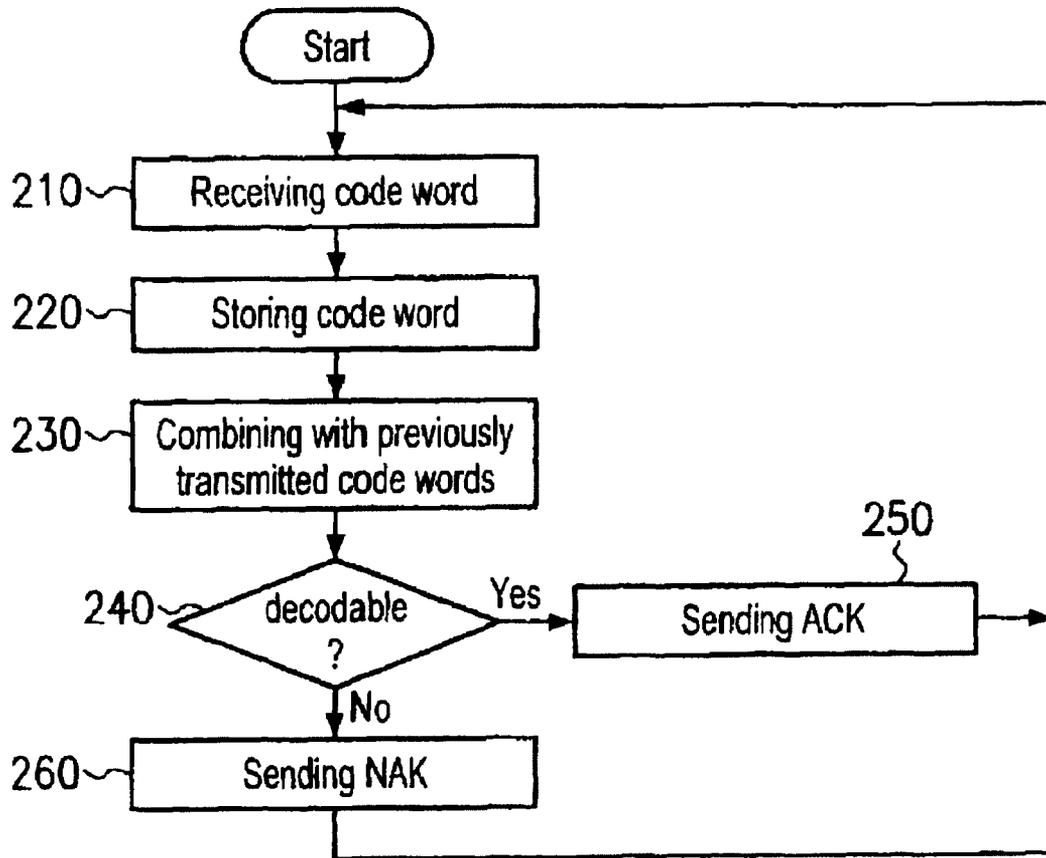 Start
210
Receiving code word
220
Storing code word
230
Combining with previously
transmitted code words
250
240
decodable
?
Yes
Sending ACK
No
260
Sending NAK